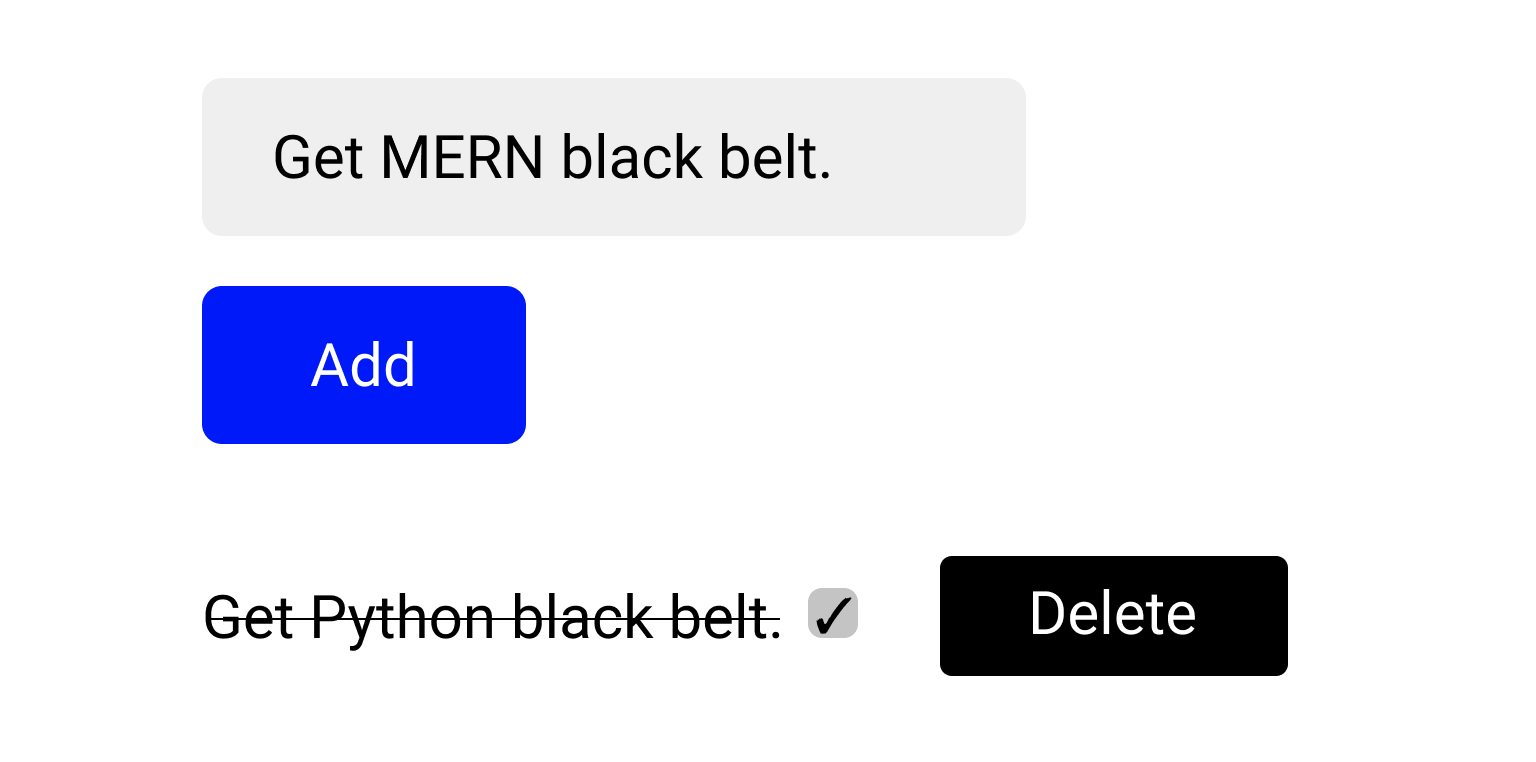 Get MERN black belt.
Add
Get Python black belt. ✓ Delete